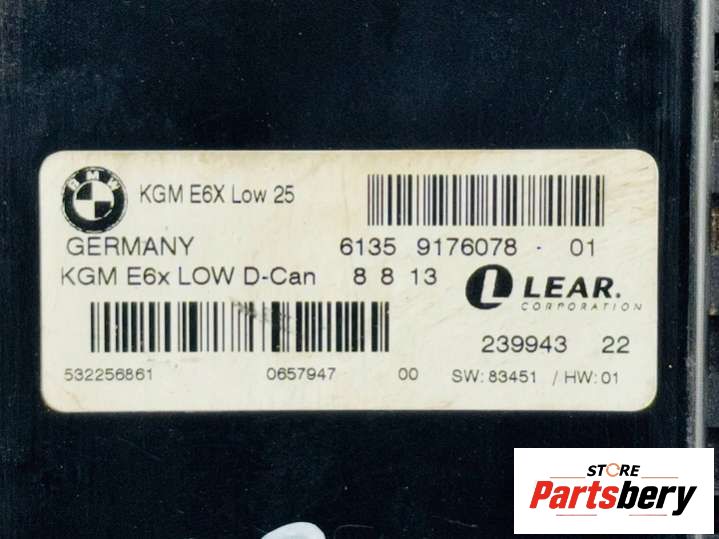 BMW
KGM E6X Low 25
GERMANY 6135 9176078 - 01
KGM E6x LOW D-Can 8 8 13
L LEAR.
CORPORATION
239943 22
532256861 0657947 00 SW: 83451 / HW: 01
STORE
Partsbery